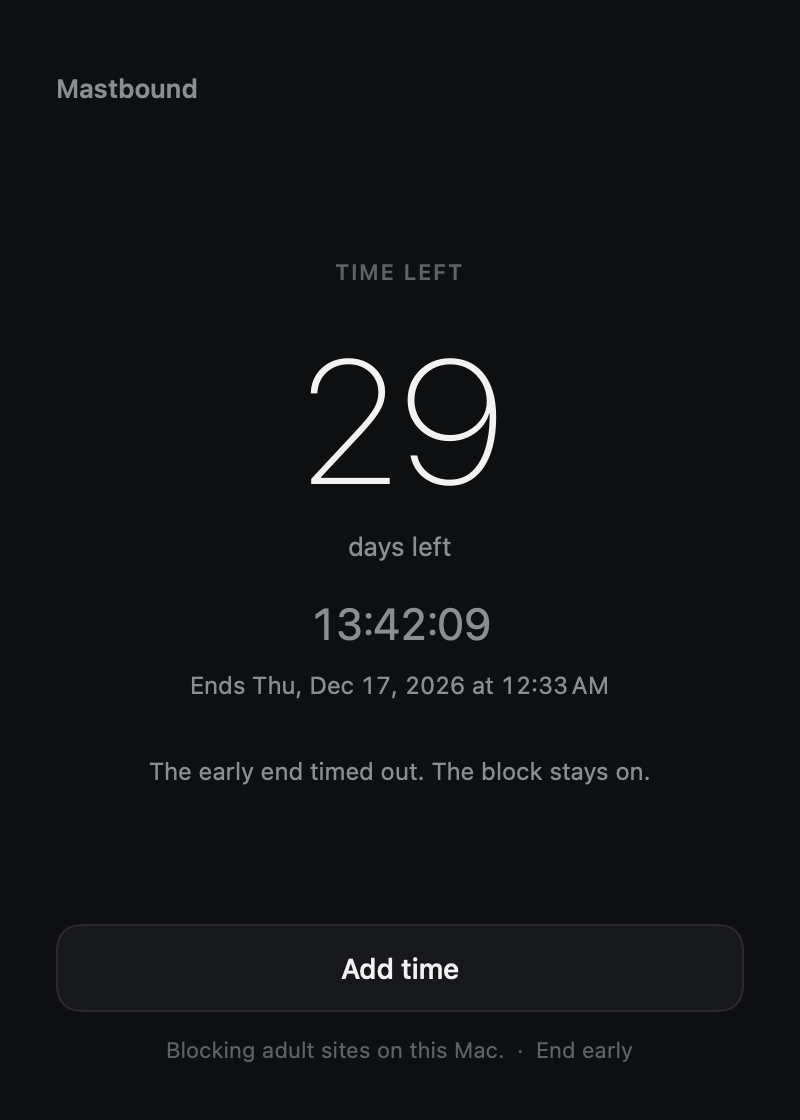 Mastbound
TIME LEFT
29
days left
13:42:09
Ends Thu, Dec 17, 2026 at 12:33 AM
The early end timed out. The block stays on.
Add time
Blocking adult sites on this Mac. · End early